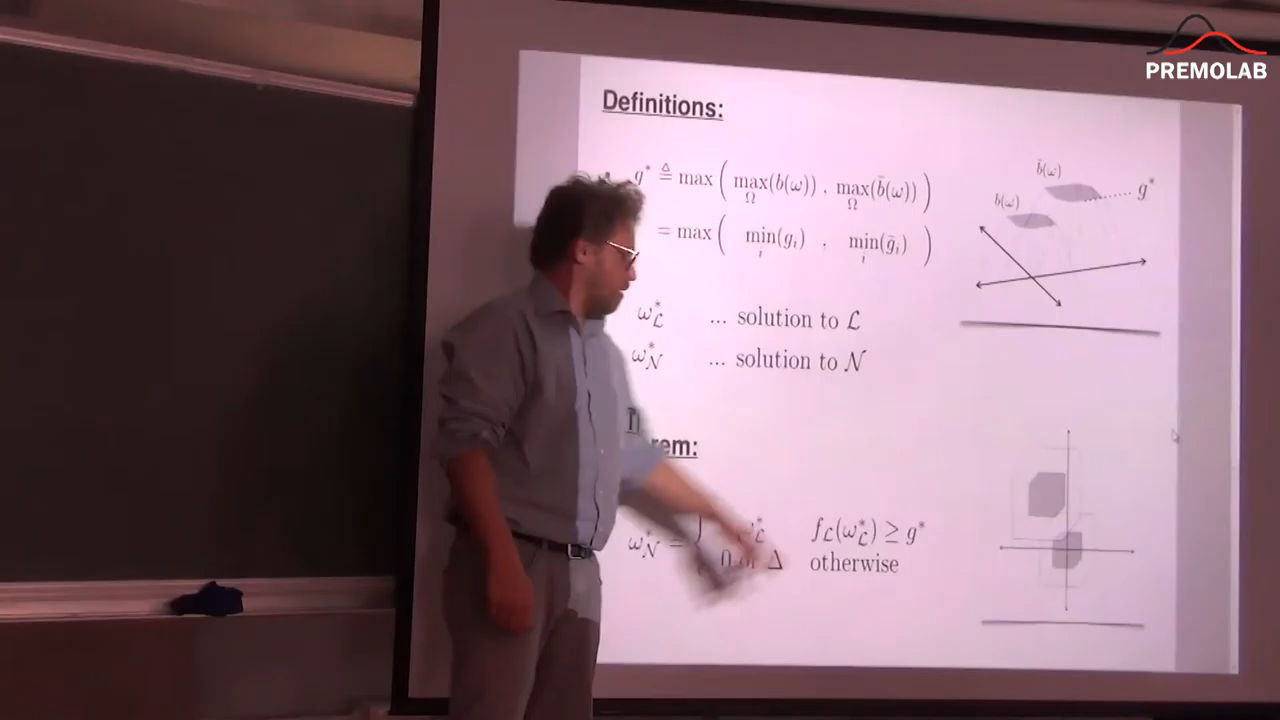 PREMOLAB
Definitions:
g* ≜ max ( max_Ω (b(ω)) , max_Ω (b̄(ω)) )
= max ( min_i (g_i) , min_i (ḡ_i) )
b̄(ω)
b(ω)
g*
ω*_ℒ ... solution to ℒ
ω*_𝒩 ... solution to 𝒩
rem:
ω*_𝒩 = ω*_ℒ f_ℒ(ω*_ℒ) ≥ g*
Δ otherwise